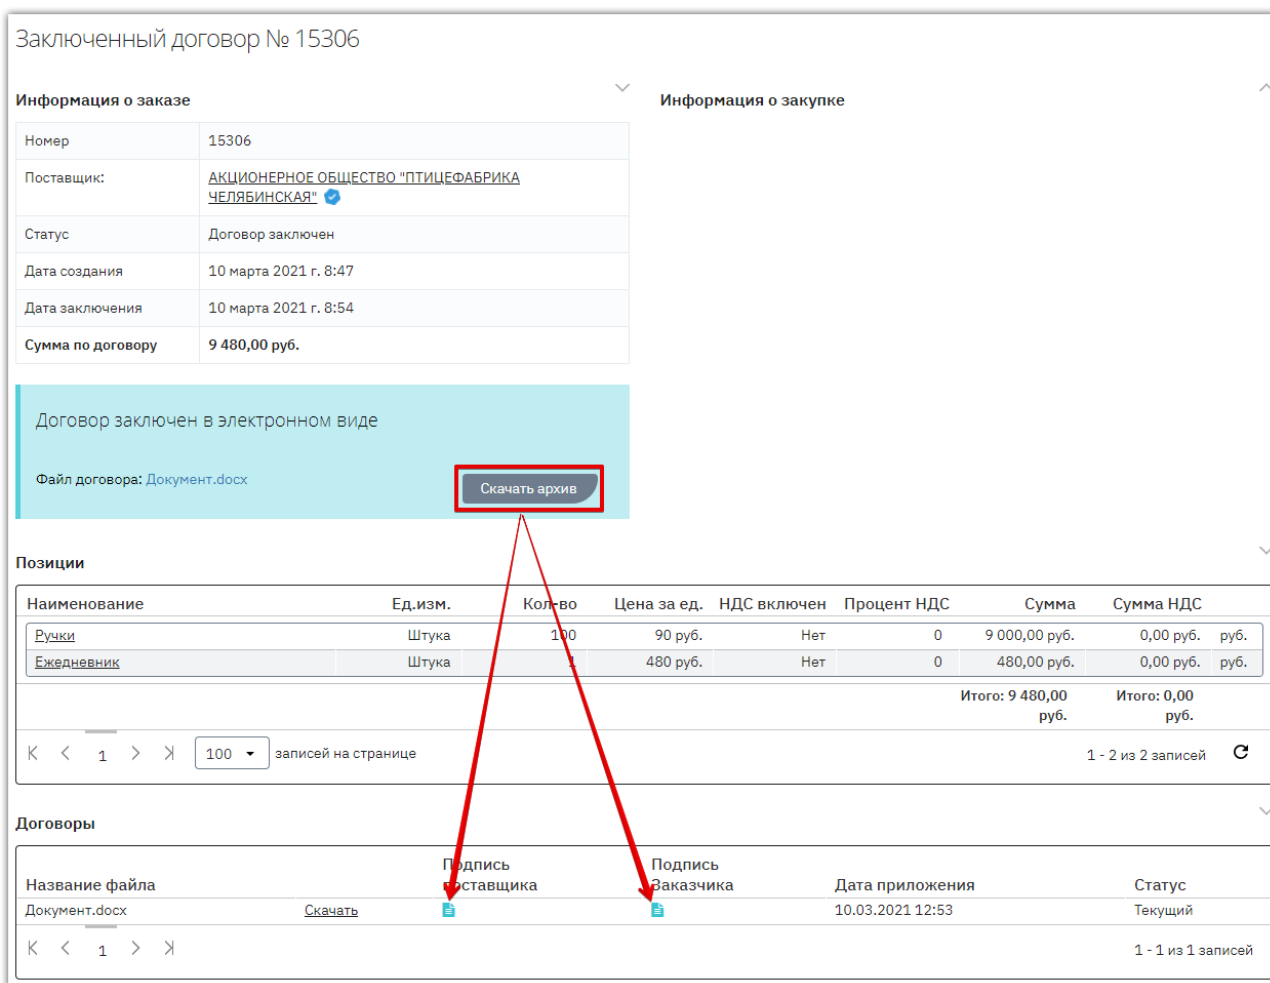 Заключенный договор № 15306
Информация о заказе
Информация о закупке
Номер 15306
Поставщик: АКЦИОНЕРНОЕ ОБЩЕСТВО "ПТИЦЕФАБРИКА
ЧЕЛЯБИНСКАЯ"
Статус Договор заключен
Дата создания 10 марта 2021 г. 8:47
Дата заключения 10 марта 2021 г. 8:54
Сумма по договору 9 480,00 руб.
Договор заключен в электронном виде
Файл договора: Документ.docx
Скачать архив
Позиции
Наименование Ед.изм. Кол-во Цена за ед. НДС включен Процент НДС Сумма Сумма НДС
Ручки Штука 100 90 руб. Нет 0 9 000,00 руб. 0,00 руб. руб.
Ежедневник Штука 1 480 руб. Нет 0 480,00 руб. 0,00 руб. руб.
Итого: 9 480,00 Итого: 0,00
руб. руб.
1 100 записей на странице 1 - 2 из 2 записей
Договоры
Подпись Подпись
Название файла поставщика Заказчика Дата приложения Статус
Документ.docx Скачать 10.03.2021 12:53 Текущий
1 1 - 1 из 1 записей